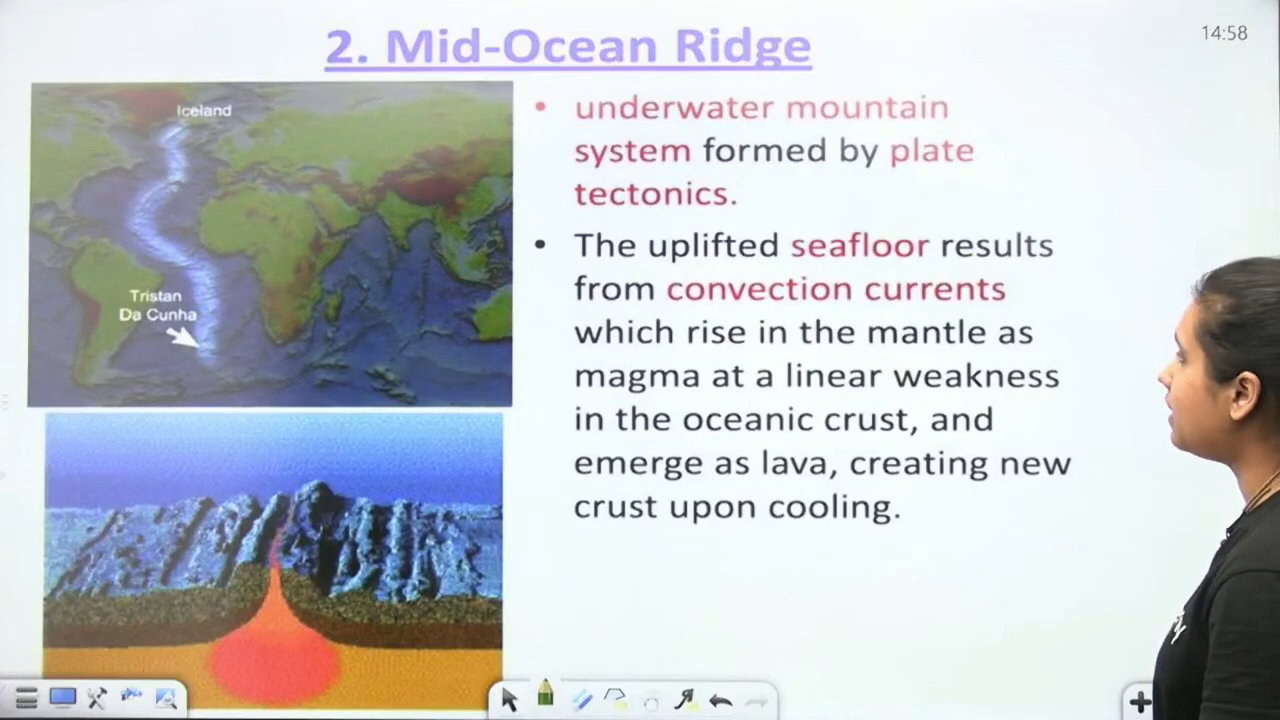 14:58
2. Mid-Ocean Ridge
Iceland
Tristan
Da Cunha
• underwater mountain
system formed by plate
tectonics.
• The uplifted seafloor results
from convection currents
which rise in the mantle as
magma at a linear weakness
in the oceanic crust, and
emerge as lava, creating new
crust upon cooling.